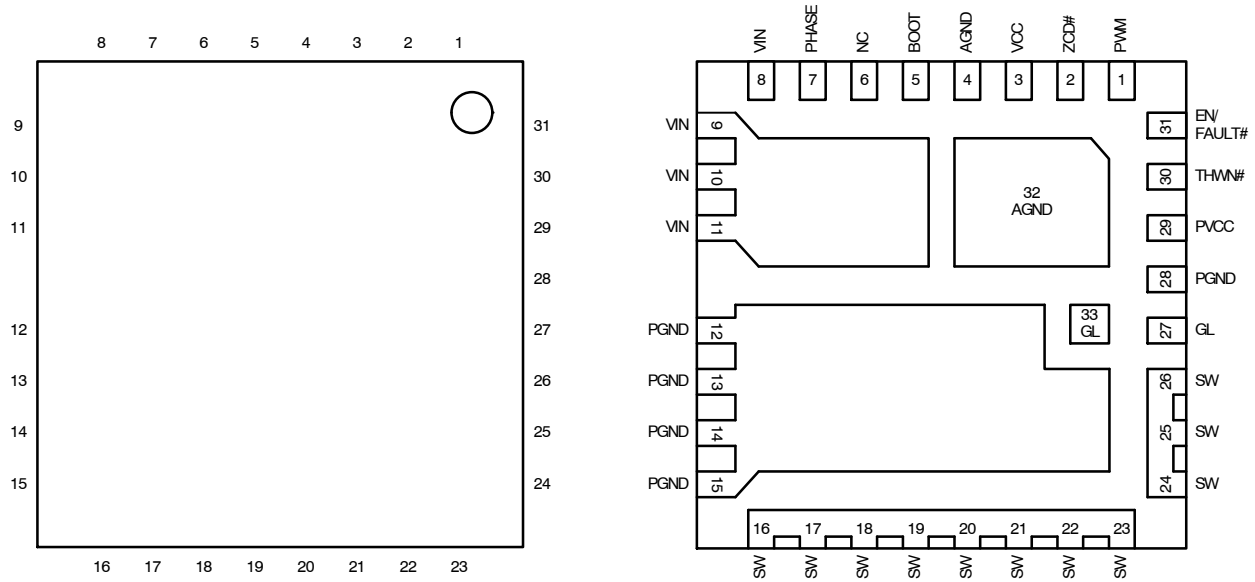 8 7 6 5 4 3 2 1
9
10
11
12
13
14
15
31
30
29
28
27
26
25
24
16 17 18 19 20 21 22 23
VIN PHASE NC BOOT AGND VCC ZCD# PWM
8 7 6 5 4 3 2 1
VIN 9
VIN 10
VIN 11
PGND 12
PGND 13
PGND 14
PGND 15
32
AGND
33
GL
31 EN/
FAULT#
30 THWN#
29 PVCC
28 PGND
27 GL
26 SW
25 SW
24 SW
16 17 18 19 20 21 22 23
SW SW SW SW SW SW SW SW